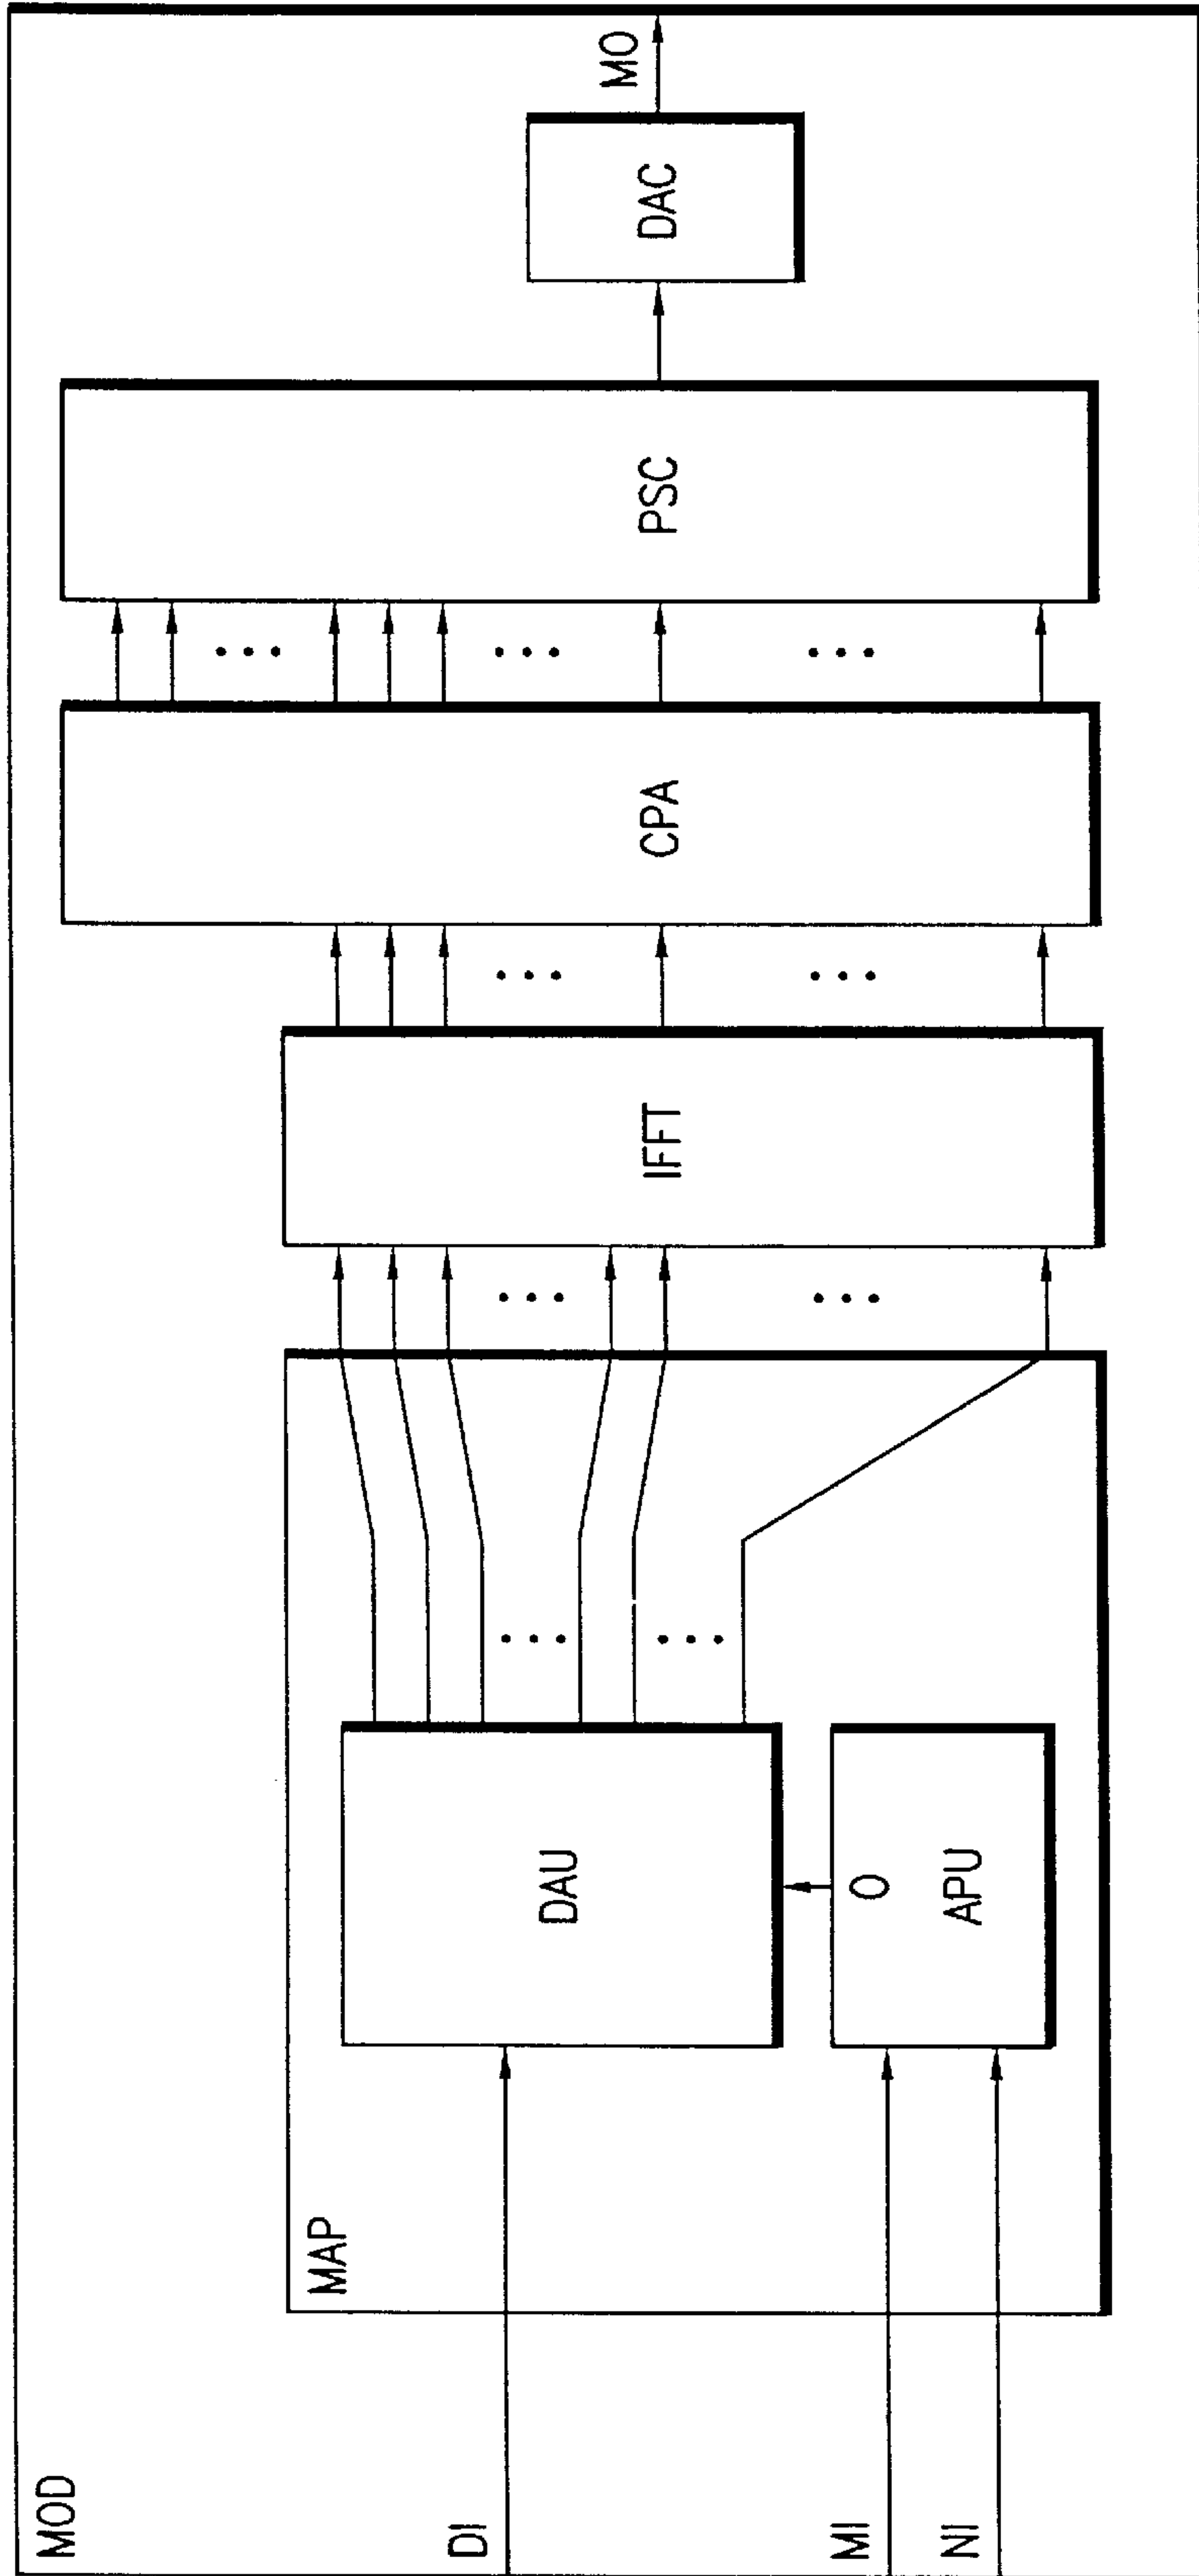 MOD
MAP
DI
MI
NI
DAU
O
APU
IFFT
CPA
PSC
DAC
MO